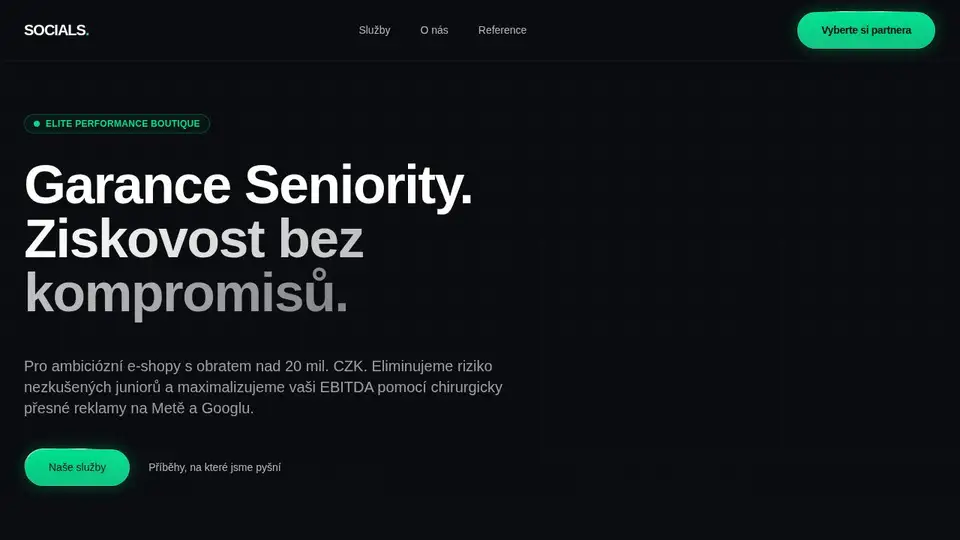 SOCIALS.
Služby
O nás
Reference
Vyberte si partnera
ELITE PERFORMANCE BOUTIQUE
Garance Seniority.
Ziskovost bez
kompromisů.
Pro ambiciózní e-shopy s obratem nad 20 mil. CZK. Eliminujeme riziko
nezkušených juniorů a maximalizujeme vaši EBITDA pomocí chirurgicky
přesné reklamy na Metě a Googlu.
Naše služby
Příběhy, na které jsme pyšní